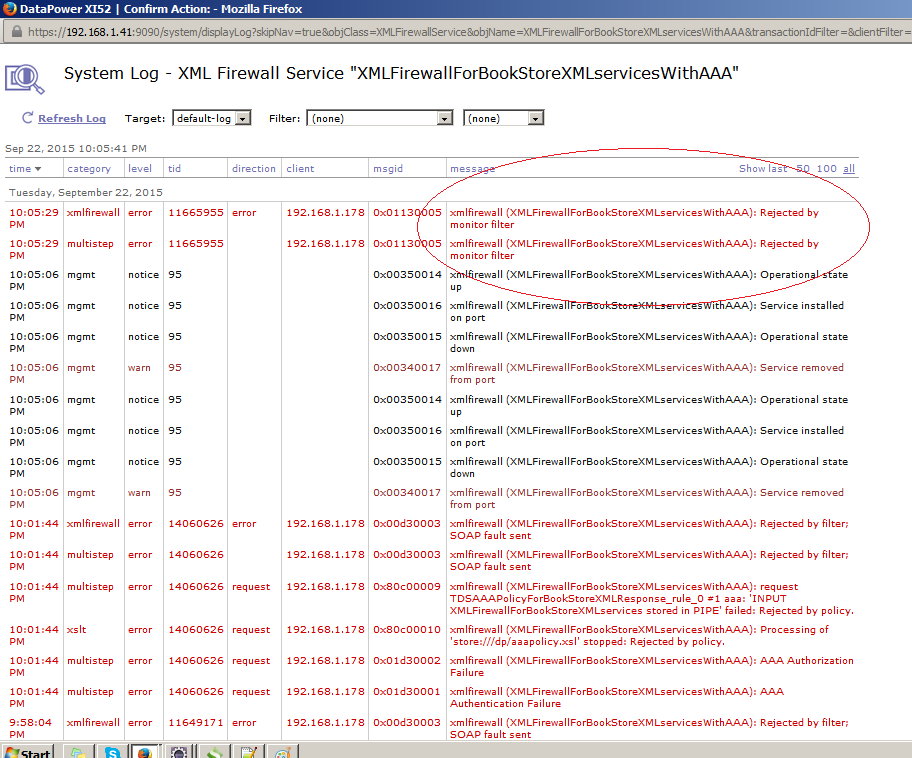 DataPower XI52 | Confirm Action: - Mozilla Firefox
https://192.168.1.41:9090/system/displayLog?skipNav=true&objClass=XMLFirewallService&objName=XMLFirewallForBookStoreXMLservicesWithAAA&transactionIdFilter=&clientFilter=
System Log - XML Firewall Service "XMLFirewallForBookStoreXMLservicesWithAAA"
Refresh Log Target: default-log Filter: (none) (none)
Sep 22, 2015 10:05:41 PM
time category level tid direction client msgid message Show last 50 100 all
Tuesday, September 22, 2015
10:05:29 xmlfirewall error 11665955 error 192.168.1.178 0x01130005 xmlfirewall (XMLFirewallForBookStoreXMLservicesWithAAA): Rejected by
PM monitor filter
10:05:29 multistep error 11665955 192.168.1.178 0x01130005 xmlfirewall (XMLFirewallForBookStoreXMLservicesWithAAA): Rejected by
PM monitor filter
10:05:06 mgmt notice 95 0x00350014 xmlfirewall (XMLFirewallForBookStoreXMLservicesWithAAA): Operational state
PM up
10:05:06 mgmt notice 95 0x00350016 xmlfirewall (XMLFirewallForBookStoreXMLservicesWithAAA): Service installed
PM on port
10:05:06 mgmt notice 95 0x00350015 xmlfirewall (XMLFirewallForBookStoreXMLservicesWithAAA): Operational state
PM down
10:05:06 mgmt warn 95 0x00340017 xmlfirewall (XMLFirewallForBookStoreXMLservicesWithAAA): Service removed
PM from port
10:05:06 mgmt notice 95 0x00350014 xmlfirewall (XMLFirewallForBookStoreXMLservicesWithAAA): Operational state
PM up
10:05:06 mgmt notice 95 0x00350016 xmlfirewall (XMLFirewallForBookStoreXMLservicesWithAAA): Service installed
PM on port
10:05:06 mgmt notice 95 0x00350015 xmlfirewall (XMLFirewallForBookStoreXMLservicesWithAAA): Operational state
PM down
10:05:06 mgmt warn 95 0x00340017 xmlfirewall (XMLFirewallForBookStoreXMLservicesWithAAA): Service removed
PM from port
10:01:44 xmlfirewall error 14060626 error 192.168.1.178 0x00d30003 xmlfirewall (XMLFirewallForBookStoreXMLservicesWithAAA): Rejected by filter;
PM SOAP fault sent
10:01:44 multistep error 14060626 192.168.1.178 0x00d30003 xmlfirewall (XMLFirewallForBookStoreXMLservicesWithAAA): Rejected by filter;
PM SOAP fault sent
10:01:44 multistep error 14060626 request 192.168.1.178 0x80c00009 xmlfirewall (XMLFirewallForBookStoreXMLservicesWithAAA): request
PM TDSAAAPolicyForBookStoreXMLResponse_rule_0 #1 aaa: 'INPUT
XMLFirewallForBookStoreXMLservices stored in PIPE' failed: Rejected by policy.
10:01:44 xslt error 14060626 request 192.168.1.178 0x80c00010 xmlfirewall (XMLFirewallForBookStoreXMLservicesWithAAA): Processing of
PM 'store:///dp/aaapolicy.xsl' stopped: Rejected by policy.
10:01:44 multistep error 14060626 request 192.168.1.178 0x01d30002 xmlfirewall (XMLFirewallForBookStoreXMLservicesWithAAA): AAA Authorization
PM Failure
10:01:44 multistep error 14060626 request 192.168.1.178 0x01d30001 xmlfirewall (XMLFirewallForBookStoreXMLservicesWithAAA): AAA
PM Authentication Failure
9:58:04 xmlfirewall error 11649171 error 192.168.1.178 0x00d30003 xmlfirewall (XMLFirewallForBookStoreXMLservicesWithAAA): Rejected by filter;
PM SOAP fault sent
Start